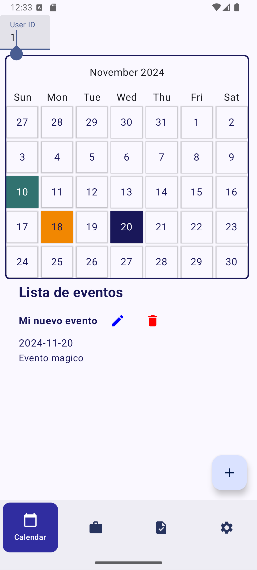 12:33
User ID
1
November 2024
Sun Mon Tue Wed Thu Fri Sat
27 28 29 30 31 1 2
3 4 5 6 7 8 9
10 11 12 13 14 15 16
17 18 19 20 21 22 23
24 25 26 27 28 29 30
Lista de eventos
Mi nuevo evento
2024-11-20
Evento magico
+
Calendar